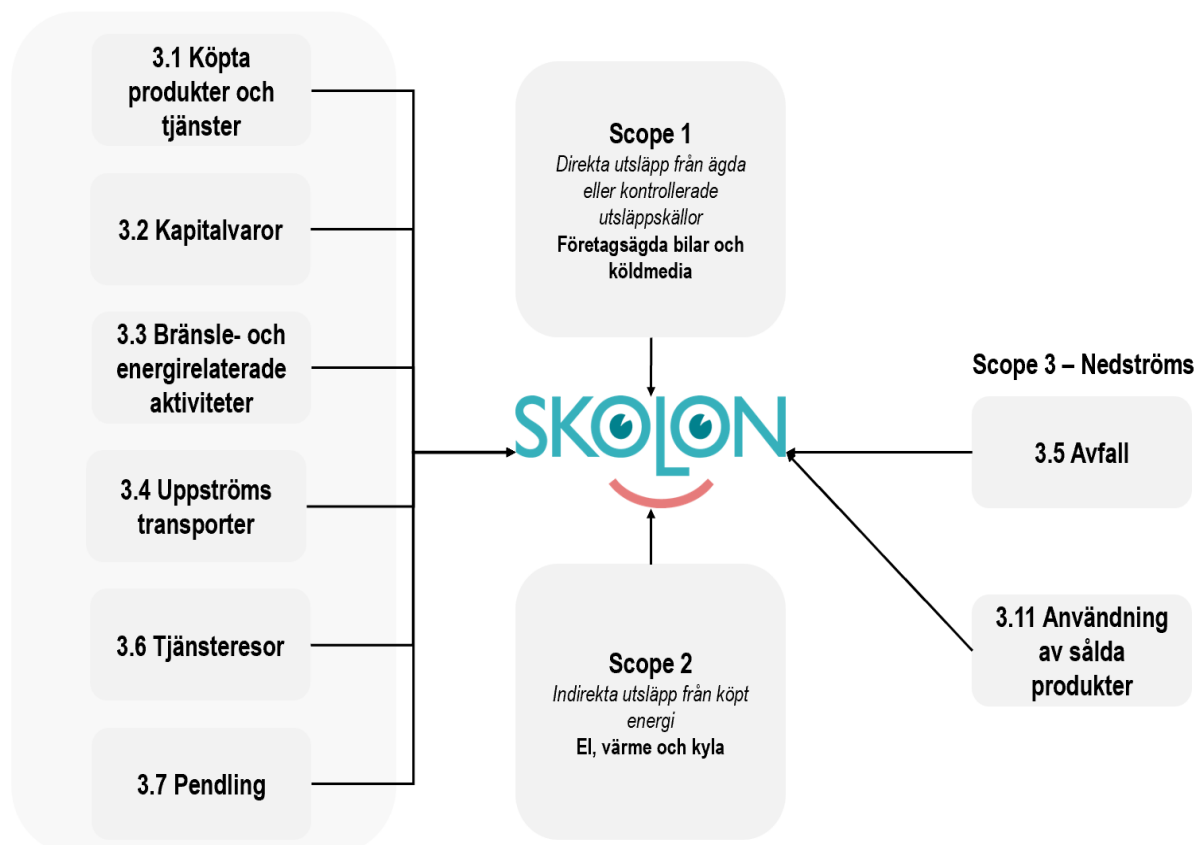 3.1 Köpta
produkter och
tjänster
3.2 Kapitalvaror
3.3 Bränsle- och
energirelaterade
aktiviteter
3.4 Uppströms
transporter
3.6 Tjänsteresor
3.7 Pendling
Scope 1
Direkta utsläpp från ägda
eller kontrollerade
utsläppskällor
Företagsägda bilar och
köldmedia
SKOLON
Scope 2
Indirekta utsläpp från köpt
energi
El, värme och kyla
Scope 3 – Nedströms
3.5 Avfall
3.11 Användning
av sålda
produkter